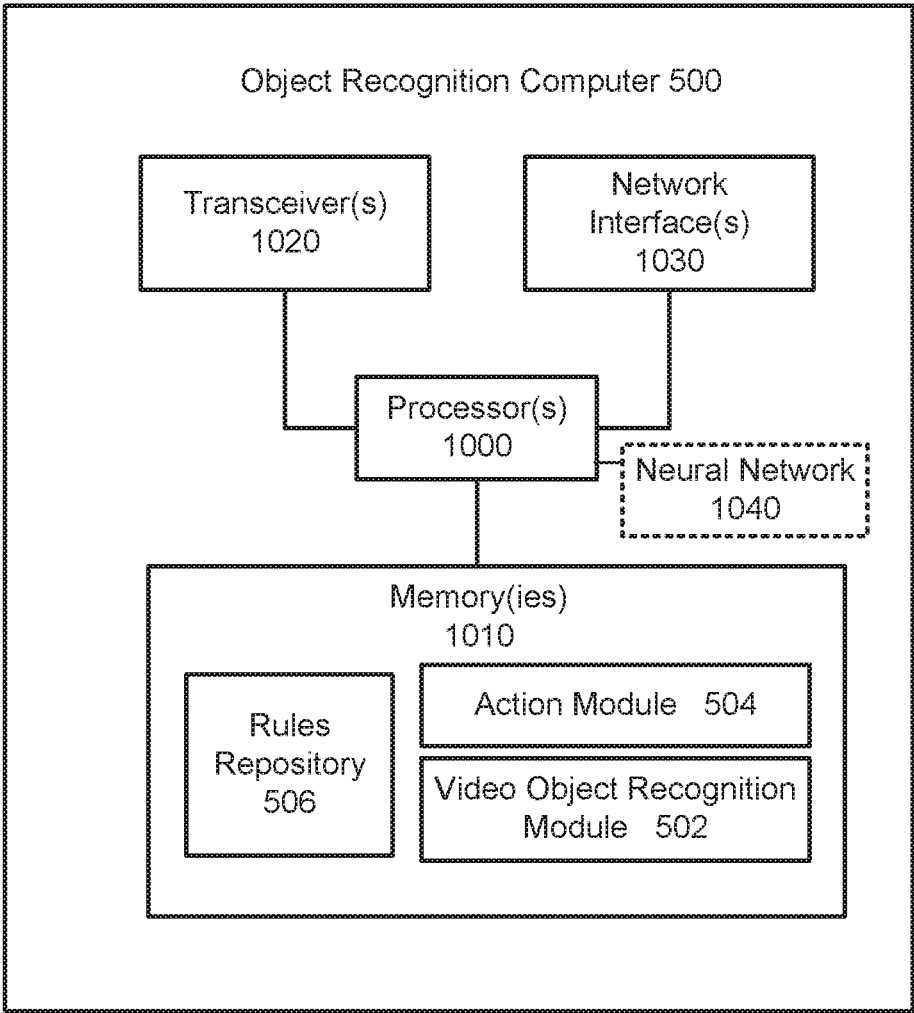 Object Recognition Computer 500
Transceiver(s)
1020
Network
Interface(s)
1030
Processor(s)
1000
Neural Network
1040
Memory(ies)
1010
Rules
Repository
506
Action Module 504
Video Object Recognition
Module 502